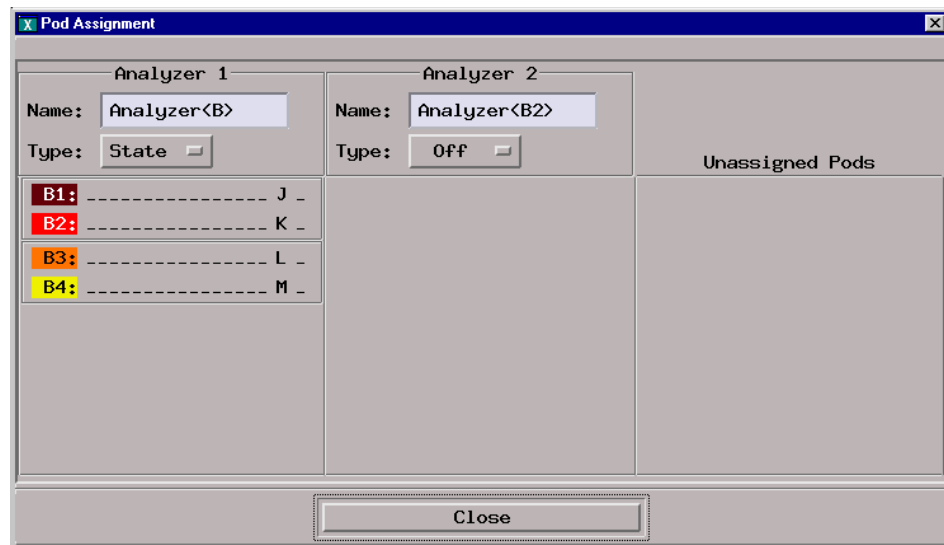 Pod Assignment
Analyzer 1
Name: Analyzer<B>
Type: State
Analyzer 2
Name: Analyzer<B2>
Type: Off
Unassigned Pods
B1: _ _ _ _ _ _ _ _ _ _ _ _ _ _ _ _ J _
B2: _ _ _ _ _ _ _ _ _ _ _ _ _ _ _ _ K _
B3: _ _ _ _ _ _ _ _ _ _ _ _ _ _ _ _ L _
B4: _ _ _ _ _ _ _ _ _ _ _ _ _ _ _ _ M _
Close